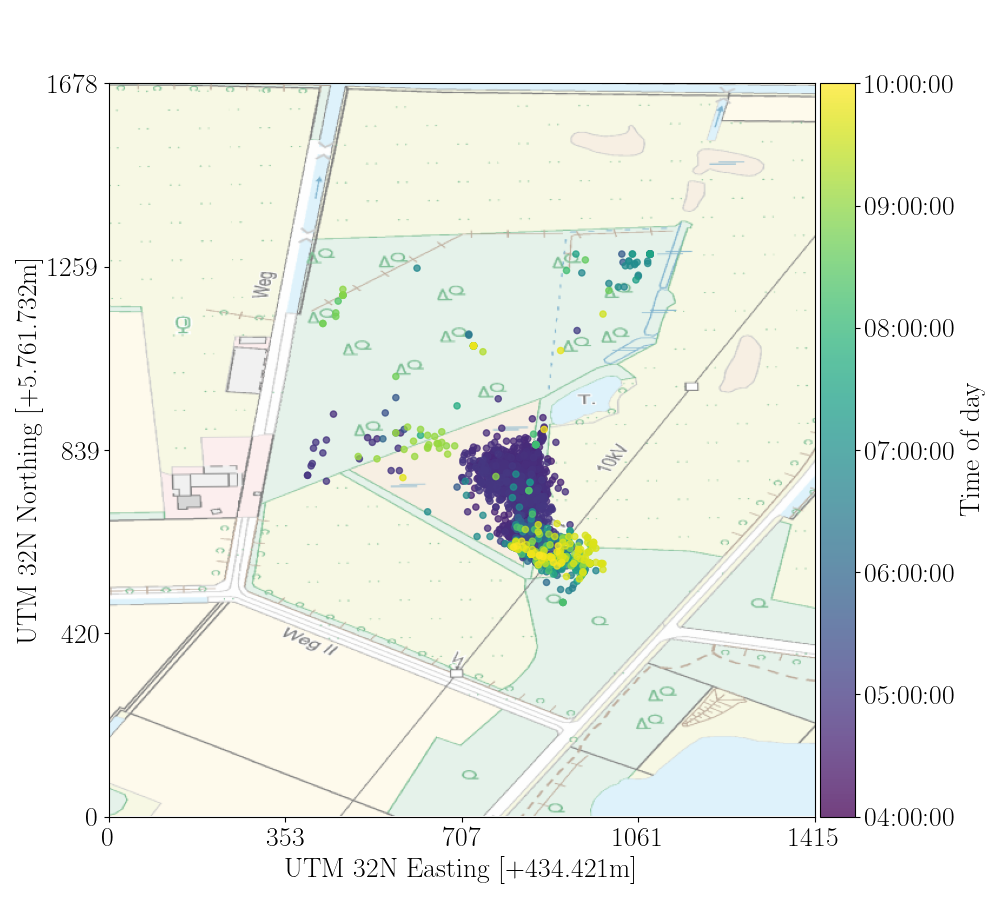 1678
1259
839
420
0
UTM 32N Northing [+5.761.732m]
0
353
707
1061
1415
UTM 32N Easting [+434.421m]
Weg
T.
10kV
Weg II
10:00:00
09:00:00
08:00:00
07:00:00
06:00:00
05:00:00
04:00:00
Time of day